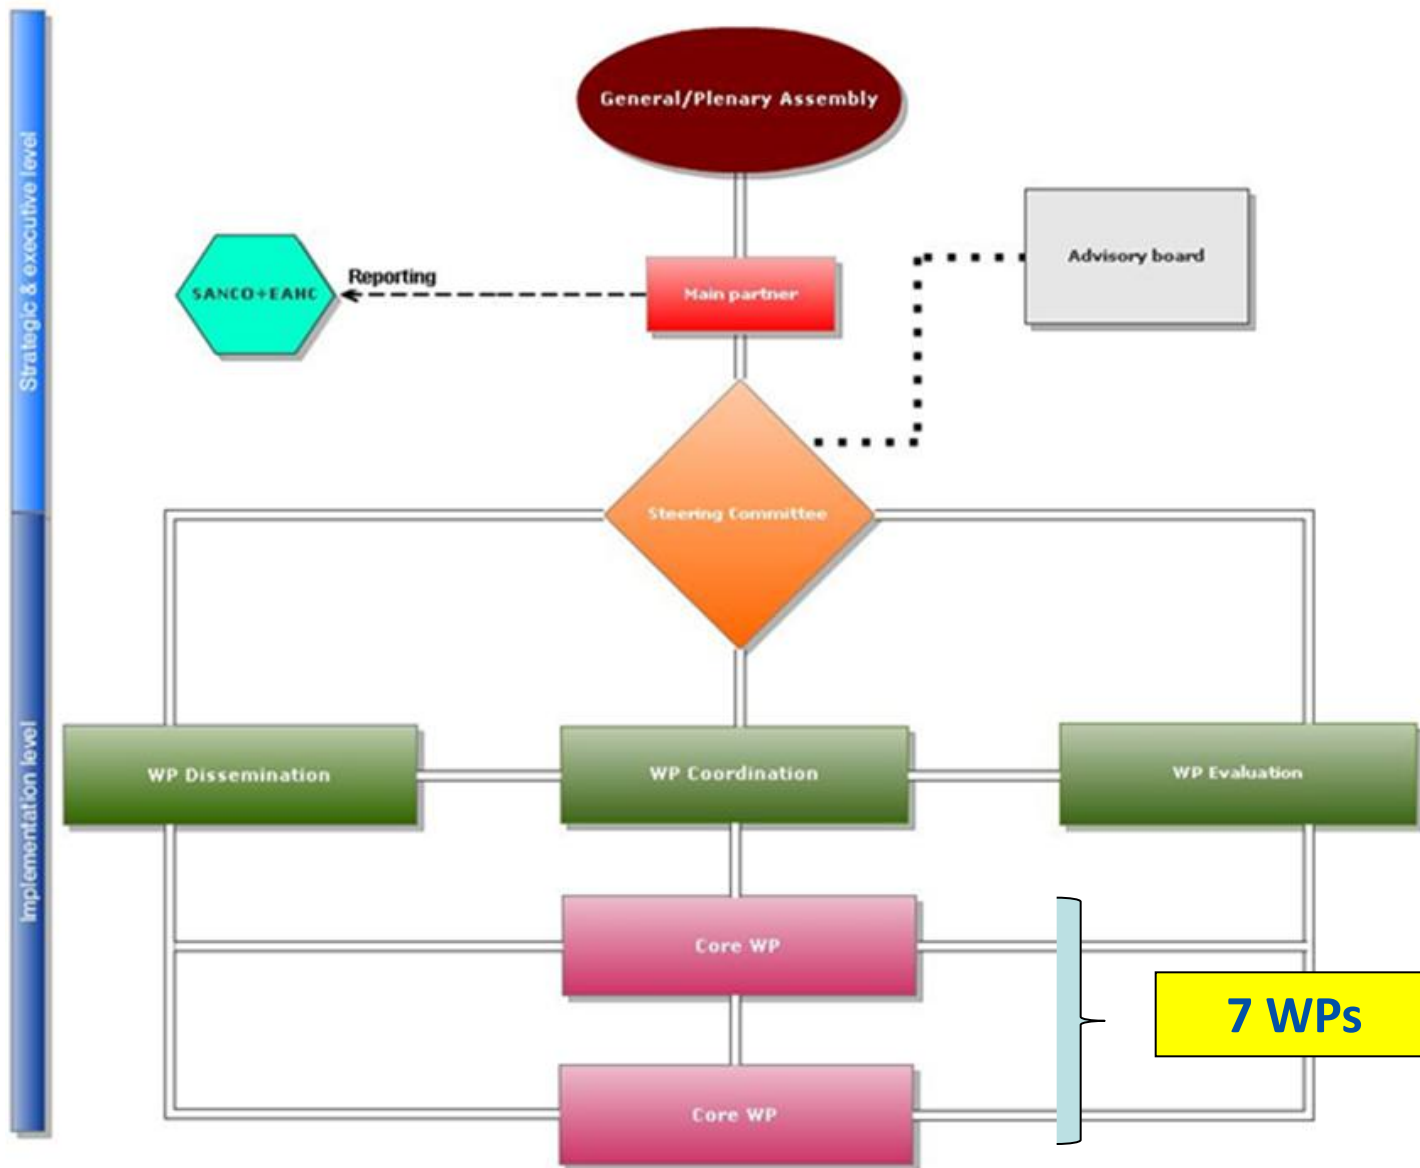 Strategic & executive level
General/Plenary Assembly
Advisory board
SANCO+EAHC
Reporting
Main partner
Steering Committee
Implementation level
WP Dissemination
WP Coordination
WP Evaluation
Core WP
7 WPs
Core WP